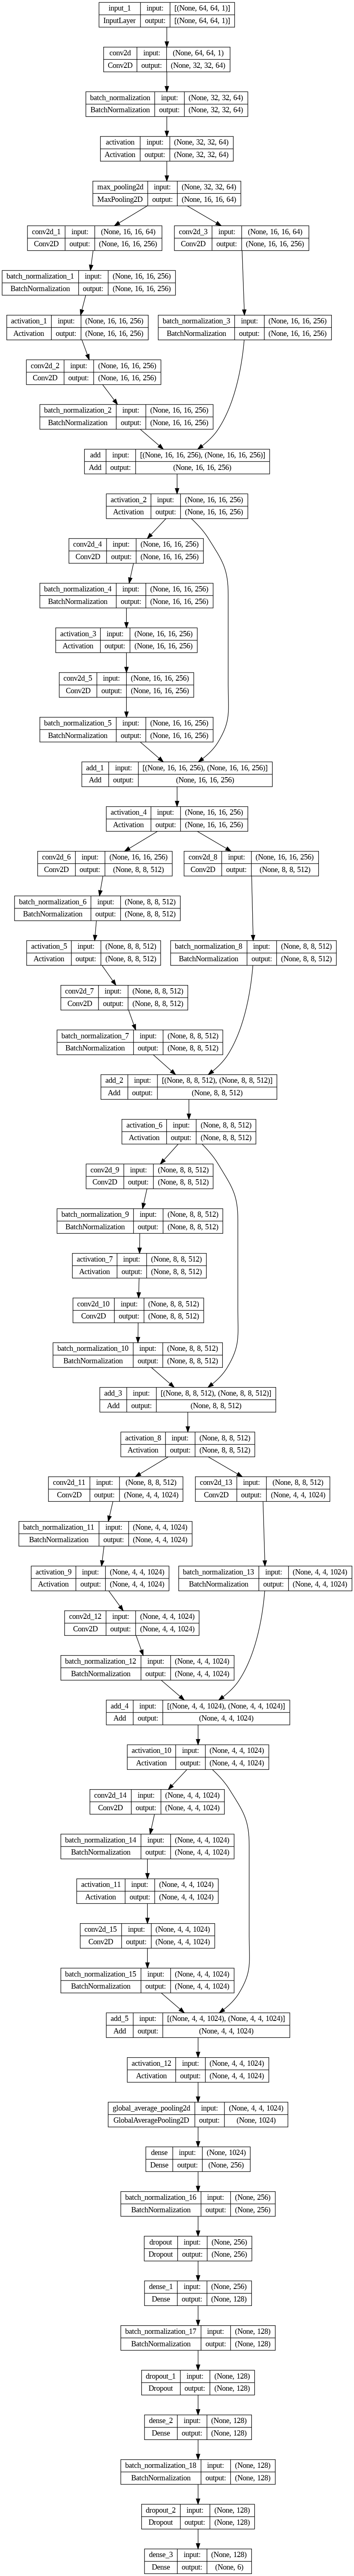 input_1 input: [(None, 64, 64, 1)]
InputLayer output: [(None, 64, 64, 1)]
conv2d input: (None, 64, 64, 1)
Conv2D output: (None, 32, 32, 64)
batch_normalization input: (None, 32, 32, 64)
BatchNormalization output: (None, 32, 32, 64)
activation input: (None, 32, 32, 64)
Activation output: (None, 32, 32, 64)
max_pooling2d input: (None, 32, 32, 64)
MaxPooling2D output: (None, 16, 16, 64)
conv2d_1 input: (None, 16, 16, 64)
Conv2D output: (None, 16, 16, 256)
conv2d_3 input: (None, 16, 16, 64)
Conv2D output: (None, 16, 16, 256)
batch_normalization_1 input: (None, 16, 16, 256)
BatchNormalization output: (None, 16, 16, 256)
activation_1 input: (None, 16, 16, 256)
Activation output: (None, 16, 16, 256)
batch_normalization_3 input: (None, 16, 16, 256)
BatchNormalization output: (None, 16, 16, 256)
conv2d_2 input: (None, 16, 16, 256)
Conv2D output: (None, 16, 16, 256)
batch_normalization_2 input: (None, 16, 16, 256)
BatchNormalization output: (None, 16, 16, 256)
add input: [(None, 16, 16, 256), (None, 16, 16, 256)]
Add output: (None, 16, 16, 256)
activation_2 input: (None, 16, 16, 256)
Activation output: (None, 16, 16, 256)
conv2d_4 input: (None, 16, 16, 256)
Conv2D output: (None, 16, 16, 256)
batch_normalization_4 input: (None, 16, 16, 256)
BatchNormalization output: (None, 16, 16, 256)
activation_3 input: (None, 16, 16, 256)
Activation output: (None, 16, 16, 256)
conv2d_5 input: (None, 16, 16, 256)
Conv2D output: (None, 16, 16, 256)
batch_normalization_5 input: (None, 16, 16, 256)
BatchNormalization output: (None, 16, 16, 256)
add_1 input: [(None, 16, 16, 256), (None, 16, 16, 256)]
Add output: (None, 16, 16, 256)
activation_4 input: (None, 16, 16, 256)
Activation output: (None, 16, 16, 256)
conv2d_6 input: (None, 16, 16, 256)
Conv2D output: (None, 8, 8, 512)
conv2d_8 input: (None, 16, 16, 256)
Conv2D output: (None, 8, 8, 512)
batch_normalization_6 input: (None, 8, 8, 512)
BatchNormalization output: (None, 8, 8, 512)
activation_5 input: (None, 8, 8, 512)
Activation output: (None, 8, 8, 512)
batch_normalization_8 input: (None, 8, 8, 512)
BatchNormalization output: (None, 8, 8, 512)
conv2d_7 input: (None, 8, 8, 512)
Conv2D output: (None, 8, 8, 512)
batch_normalization_7 input: (None, 8, 8, 512)
BatchNormalization output: (None, 8, 8, 512)
add_2 input: [(None, 8, 8, 512), (None, 8, 8, 512)]
Add output: (None, 8, 8, 512)
activation_6 input: (None, 8, 8, 512)
Activation output: (None, 8, 8, 512)
conv2d_9 input: (None, 8, 8, 512)
Conv2D output: (None, 8, 8, 512)
batch_normalization_9 input: (None, 8, 8, 512)
BatchNormalization output: (None, 8, 8, 512)
activation_7 input: (None, 8, 8, 512)
Activation output: (None, 8, 8, 512)
conv2d_10 input: (None, 8, 8, 512)
Conv2D output: (None, 8, 8, 512)
batch_normalization_10 input: (None, 8, 8, 512)
BatchNormalization output: (None, 8, 8, 512)
add_3 input: [(None, 8, 8, 512), (None, 8, 8, 512)]
Add output: (None, 8, 8, 512)
activation_8 input: (None, 8, 8, 512)
Activation output: (None, 8, 8, 512)
conv2d_11 input: (None, 8, 8, 512)
Conv2D output: (None, 4, 4, 1024)
conv2d_13 input: (None, 8, 8, 512)
Conv2D output: (None, 4, 4, 1024)
batch_normalization_11 input: (None, 4, 4, 1024)
BatchNormalization output: (None, 4, 4, 1024)
activation_9 input: (None, 4, 4, 1024)
Activation output: (None, 4, 4, 1024)
batch_normalization_13 input: (None, 4, 4, 1024)
BatchNormalization output: (None, 4, 4, 1024)
conv2d_12 input: (None, 4, 4, 1024)
Conv2D output: (None, 4, 4, 1024)
batch_normalization_12 input: (None, 4, 4, 1024)
BatchNormalization output: (None, 4, 4, 1024)
add_4 input: [(None, 4, 4, 1024), (None, 4, 4, 1024)]
Add output: (None, 4, 4, 1024)
activation_10 input: (None, 4, 4, 1024)
Activation output: (None, 4, 4, 1024)
conv2d_14 input: (None, 4, 4, 1024)
Conv2D output: (None, 4, 4, 1024)
batch_normalization_14 input: (None, 4, 4, 1024)
BatchNormalization output: (None, 4, 4, 1024)
activation_11 input: (None, 4, 4, 1024)
Activation output: (None, 4, 4, 1024)
conv2d_15 input: (None, 4, 4, 1024)
Conv2D output: (None, 4, 4, 1024)
batch_normalization_15 input: (None, 4, 4, 1024)
BatchNormalization output: (None, 4, 4, 1024)
add_5 input: [(None, 4, 4, 1024), (None, 4, 4, 1024)]
Add output: (None, 4, 4, 1024)
activation_12 input: (None, 4, 4, 1024)
Activation output: (None, 4, 4, 1024)
global_average_pooling2d input: (None, 4, 4, 1024)
GlobalAveragePooling2D output: (None, 1024)
dense input: (None, 1024)
Dense output: (None, 256)
batch_normalization_16 input: (None, 256)
BatchNormalization output: (None, 256)
dropout input: (None, 256)
Dropout output: (None, 256)
dense_1 input: (None, 256)
Dense output: (None, 128)
batch_normalization_17 input: (None, 128)
BatchNormalization output: (None, 128)
dropout_1 input: (None, 128)
Dropout output: (None, 128)
dense_2 input: (None, 128)
Dense output: (None, 128)
batch_normalization_18 input: (None, 128)
BatchNormalization output: (None, 128)
dropout_2 input: (None, 128)
Dropout output: (None, 128)
dense_3 input: (None, 128)
Dense output: (None, 6)